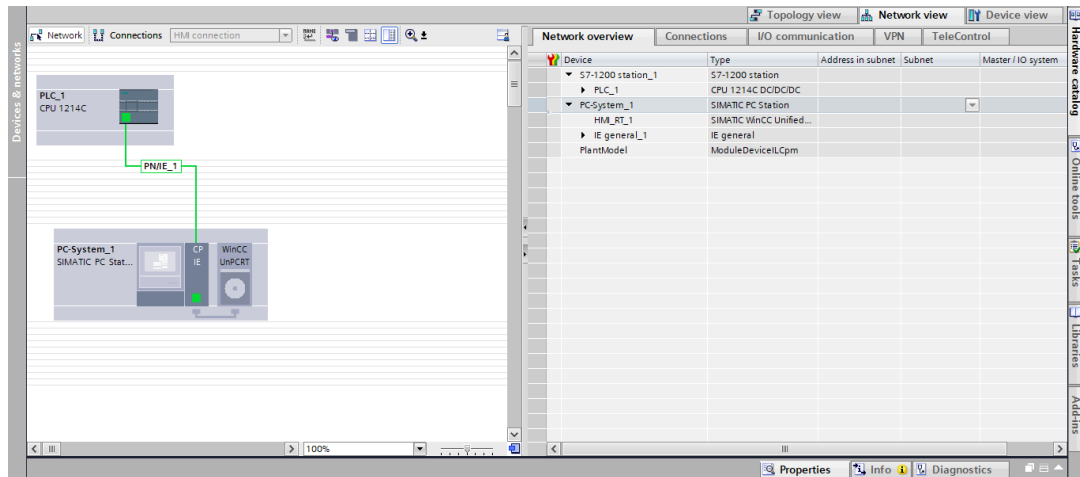 Topology view
Network view
Device view
Network
Connections
HMI connection
Network overview
Connections
I/O communication
VPN
TeleControl
Devices & networks
Device
Type
Address in subnet
Subnet
Master / IO system
S7-1200 station_1
S7-1200 station
PLC_1
CPU 1214C DC/DC/DC
PC-System_1
SIMATIC PC Station
HMI_RT_1
SIMATIC WinCC Unified...
IE general_1
IE general
PlantModel
ModuleDeviceILCpm
PLC_1
CPU 1214C
PN/IE_1
PC-System_1
SIMATIC PC Stat...
CP
IE
WinCC
UnPCRT
100%
Properties
Info
Diagnostics
Hardware catalog
Online tools
Tasks
Libraries
Add-ins